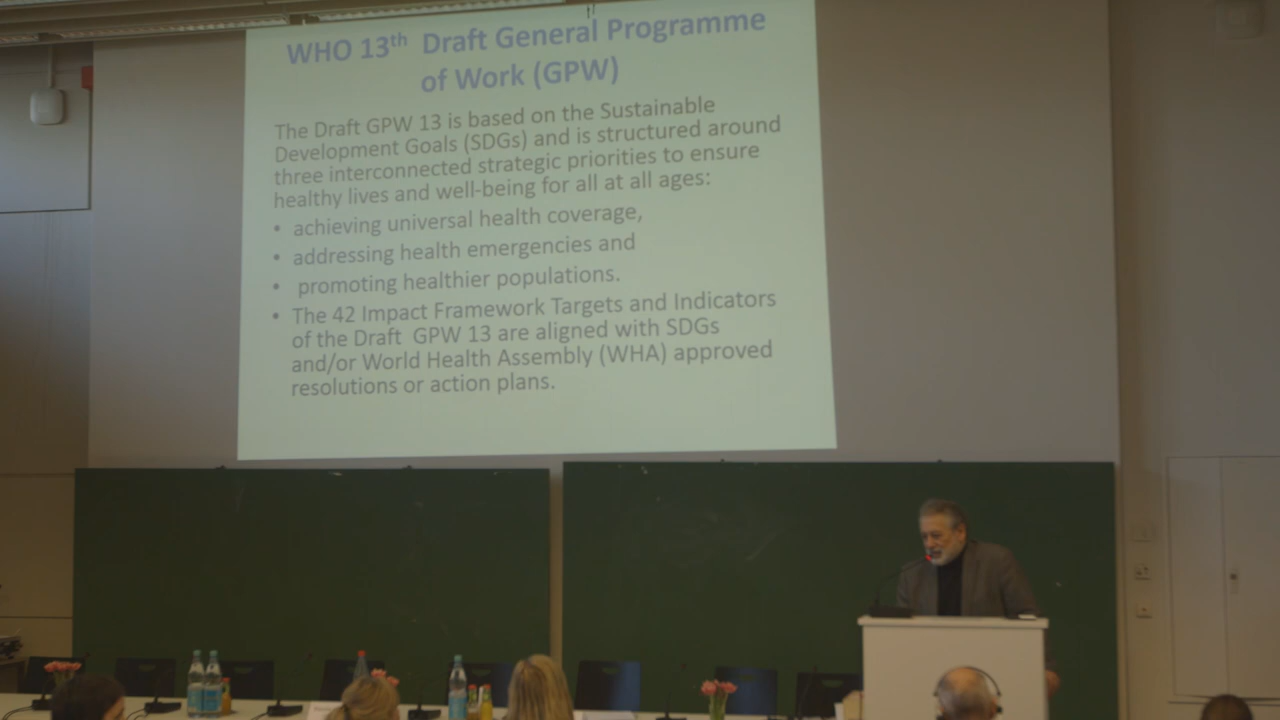 WHO 13th Draft General Programme
of Work (GPW)
The Draft GPW 13 is based on the Sustainable
Development Goals (SDGs) and is structured around
three interconnected strategic priorities to ensure
healthy lives and well-being for all at all ages:
• achieving universal health coverage,
• addressing health emergencies and
• promoting healthier populations.
• The 42 Impact Framework Targets and Indicators
of the Draft GPW 13 are aligned with SDGs
and/or World Health Assembly (WHA) approved
resolutions or action plans.